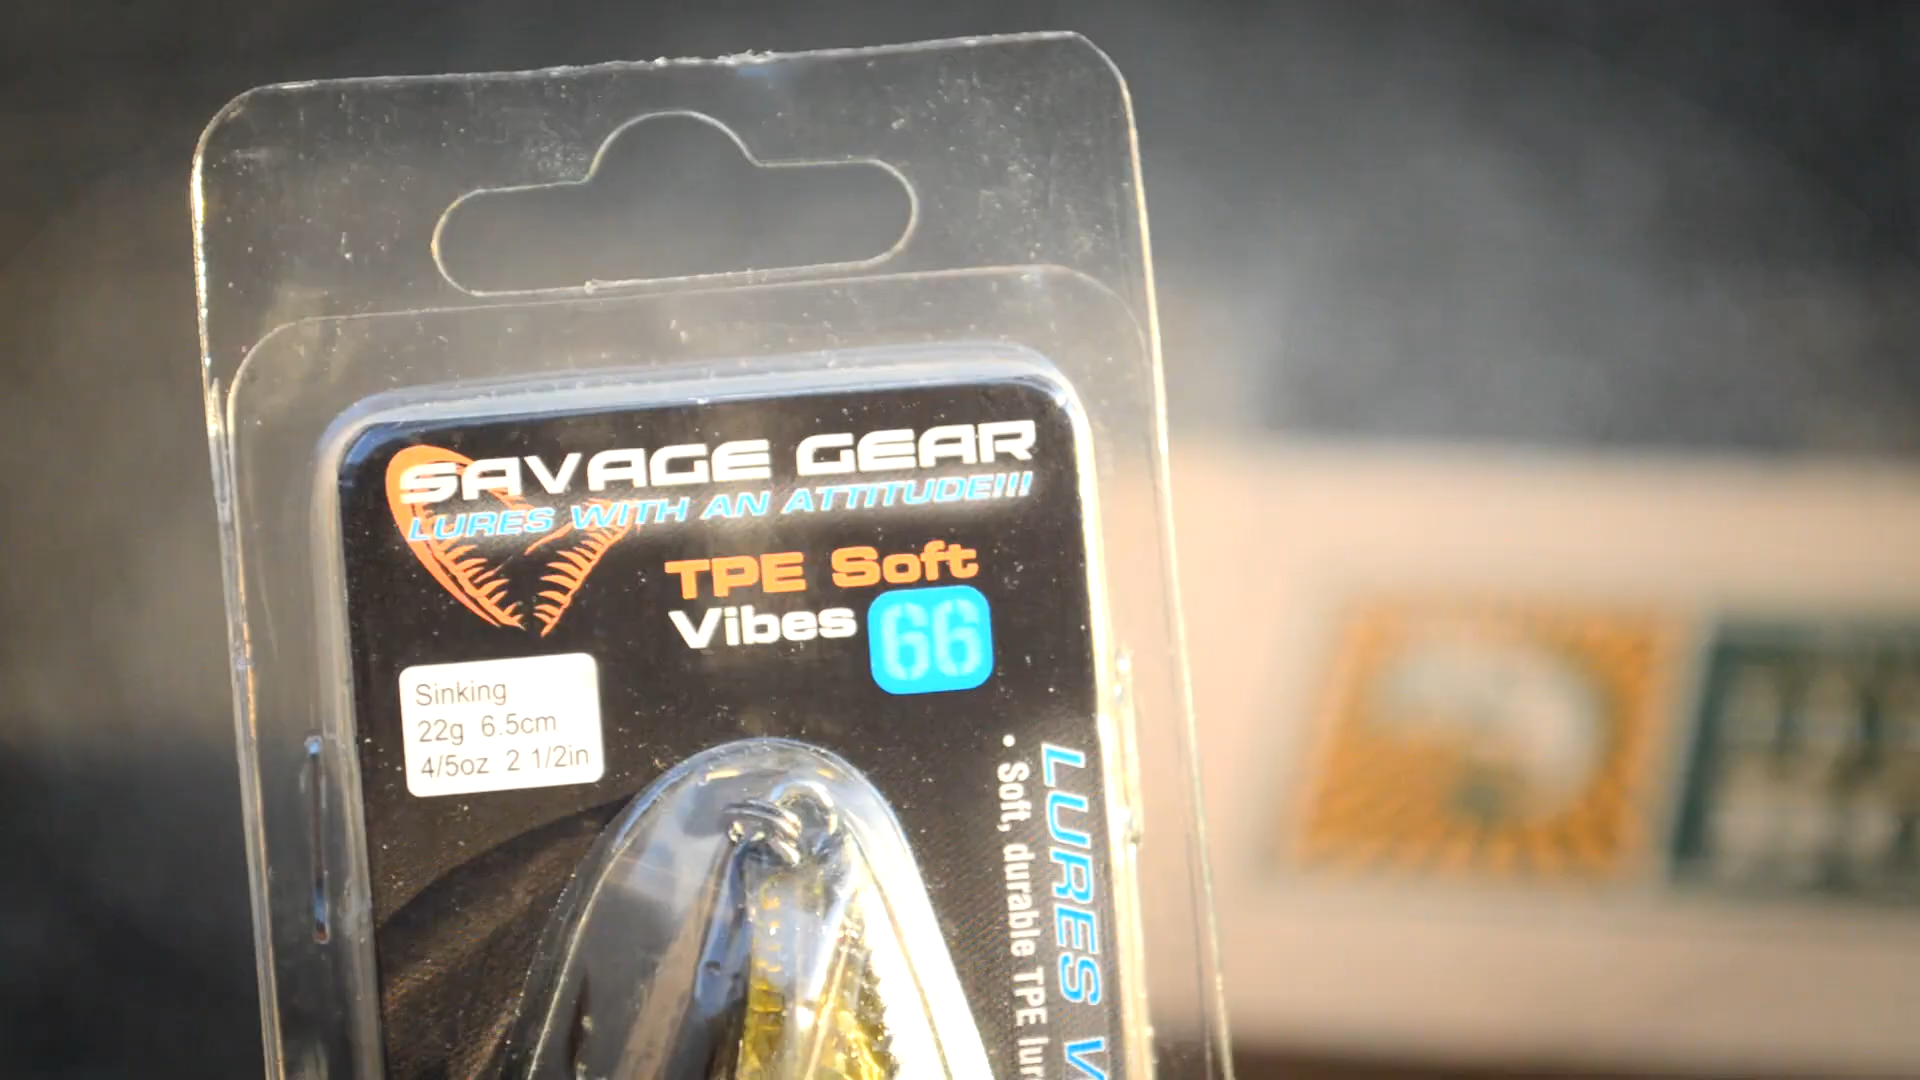 SAVAGE GEAR
LURES WITH AN ATTITUDE!!!
TPE Soft
Vibes 66
Sinking
22g 6.5cm
4/5oz 2 1/2in
LURES
• Soft, durable TPE